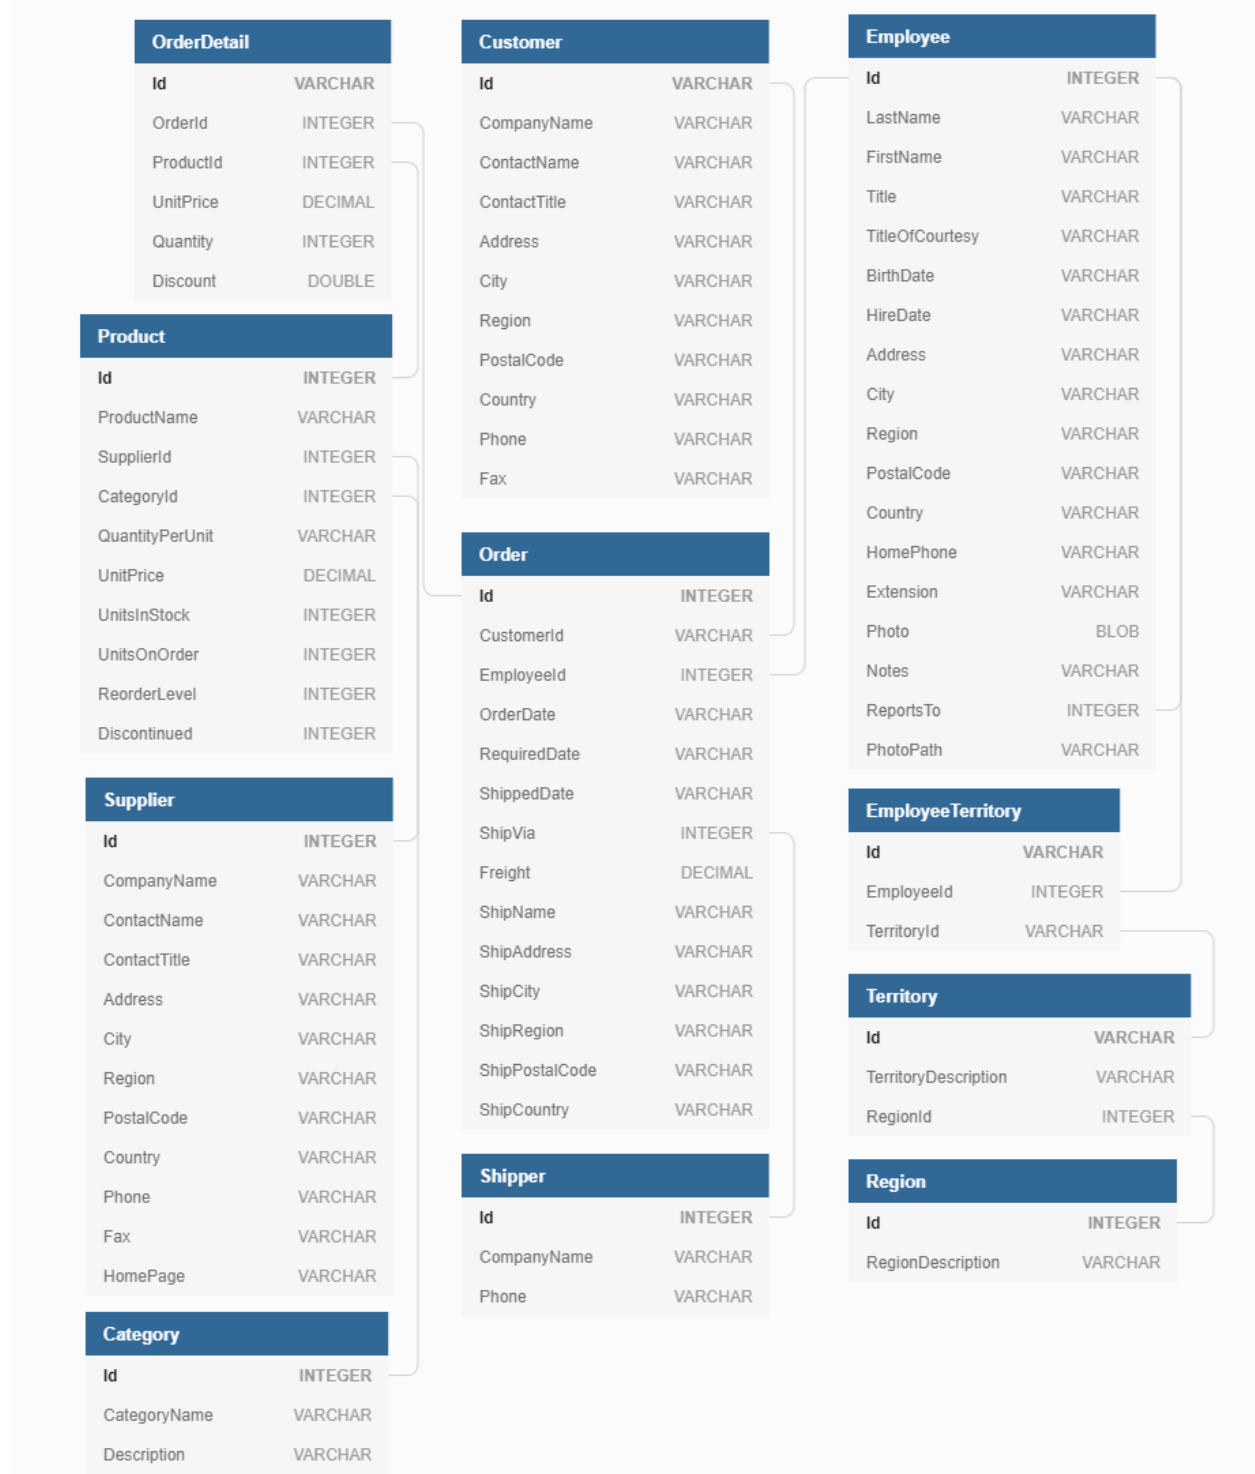 OrderDetail
Id VARCHAR
OrderId INTEGER
ProductId INTEGER
UnitPrice DECIMAL
Quantity INTEGER
Discount DOUBLE
Product
Id INTEGER
ProductName VARCHAR
SupplierId INTEGER
CategoryId INTEGER
QuantityPerUnit VARCHAR
UnitPrice DECIMAL
UnitsInStock INTEGER
UnitsOnOrder INTEGER
ReorderLevel INTEGER
Discontinued INTEGER
Supplier
Id INTEGER
CompanyName VARCHAR
ContactName VARCHAR
ContactTitle VARCHAR
Address VARCHAR
City VARCHAR
Region VARCHAR
PostalCode VARCHAR
Country VARCHAR
Phone VARCHAR
Fax VARCHAR
HomePage VARCHAR
Category
Id INTEGER
CategoryName VARCHAR
Description VARCHAR
Customer
Id VARCHAR
CompanyName VARCHAR
ContactName VARCHAR
ContactTitle VARCHAR
Address VARCHAR
City VARCHAR
Region VARCHAR
PostalCode VARCHAR
Country VARCHAR
Phone VARCHAR
Fax VARCHAR
Order
Id INTEGER
CustomerId VARCHAR
EmployeeId INTEGER
OrderDate VARCHAR
RequiredDate VARCHAR
ShippedDate VARCHAR
ShipVia INTEGER
Freight DECIMAL
ShipName VARCHAR
ShipAddress VARCHAR
ShipCity VARCHAR
ShipRegion VARCHAR
ShipPostalCode VARCHAR
ShipCountry VARCHAR
Shipper
Id INTEGER
CompanyName VARCHAR
Phone VARCHAR
Employee
Id INTEGER
LastName VARCHAR
FirstName VARCHAR
Title VARCHAR
TitleOfCourtesy VARCHAR
BirthDate VARCHAR
HireDate VARCHAR
Address VARCHAR
City VARCHAR
Region VARCHAR
PostalCode VARCHAR
Country VARCHAR
HomePhone VARCHAR
Extension VARCHAR
Photo BLOB
Notes VARCHAR
ReportsTo INTEGER
PhotoPath VARCHAR
EmployeeTerritory
Id VARCHAR
EmployeeId INTEGER
TerritoryId VARCHAR
Territory
Id VARCHAR
TerritoryDescription VARCHAR
RegionId INTEGER
Region
Id INTEGER
RegionDescription VARCHAR